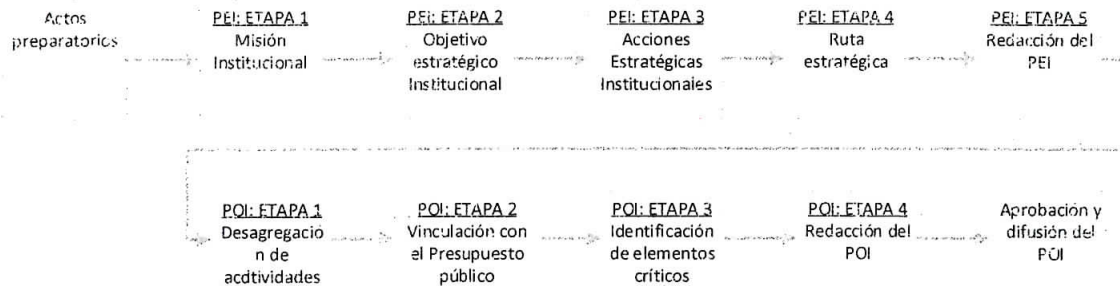 Actos
preparatorios
PEI: ETAPA 1
Misión
Institucional
PEI: ETAPA 2
Objetivo
estratégico
Institucional
PEI: ETAPA 3
Acciones
Estratégicas
Institucionales
PEI: ETAPA 4
Ruta
estratégica
PEI: ETAPA 5
Redacción del
PEI
POI: ETAPA 1
Desagregació
n de
acdtividades
POI: ETAPA 2
Vinculación con
el Presupuesto
público
POI: ETAPA 3
Identificación
de elementos
críticos
POI: ETAPA 4
Redacción del
POI
Aprobación y
difusión del
POI